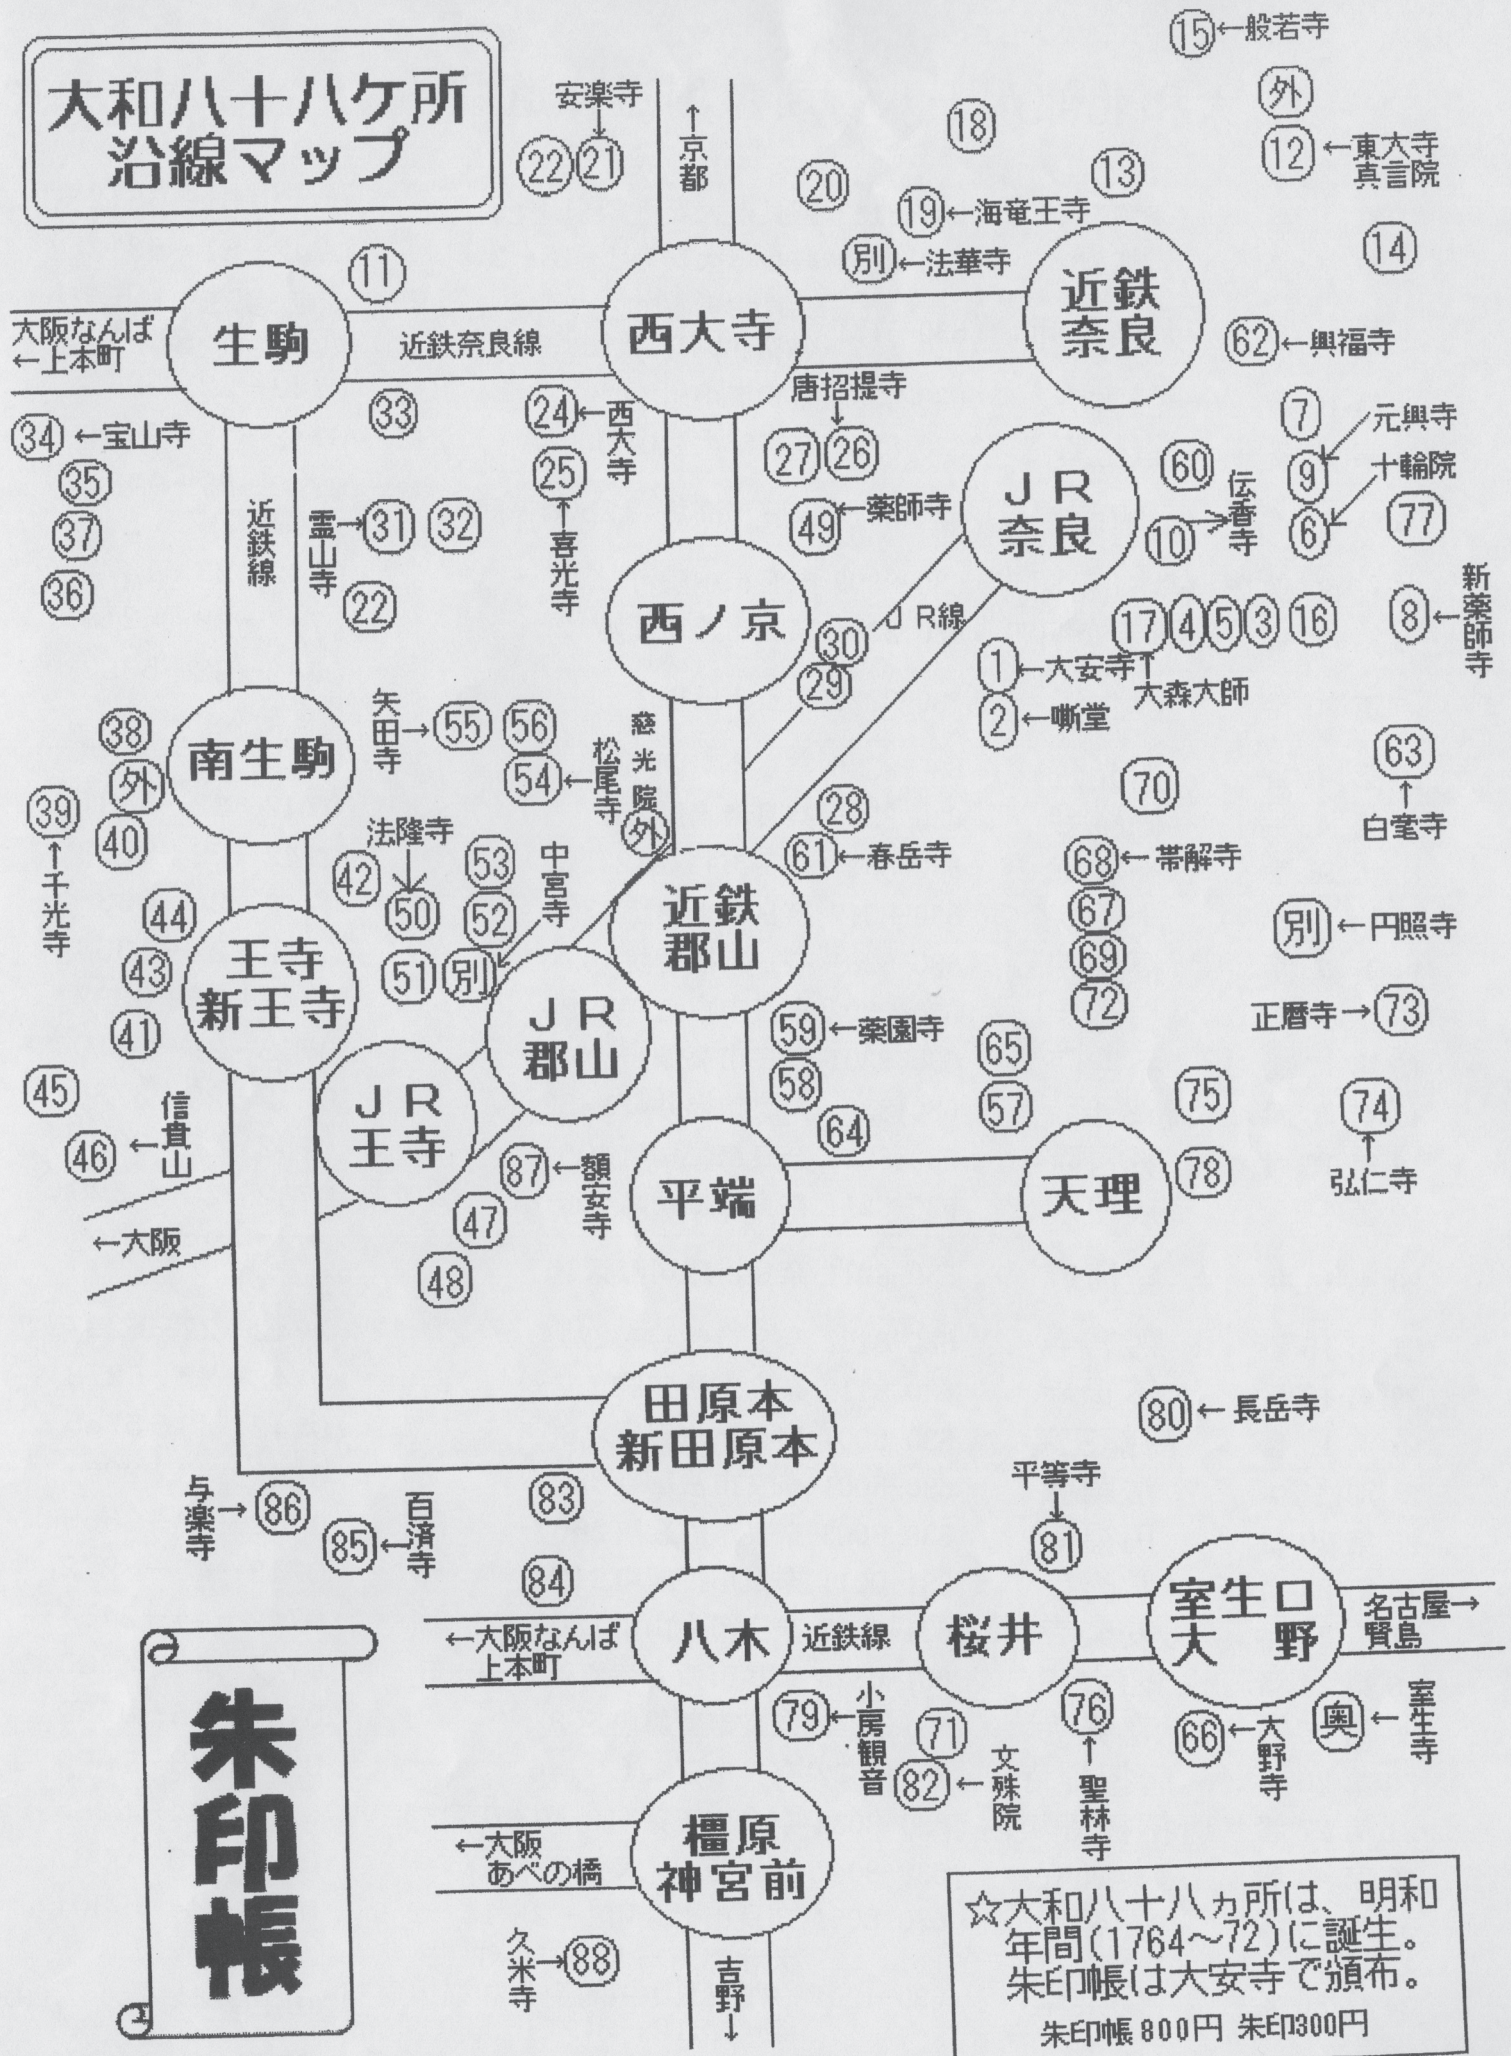 大和八十八ケ所
沿線マップ
⑮←般若寺
外
⑫←東大寺
真言院
安楽寺
↓
㉒ ㉑
↑京都
⑱
⑬
⑳
⑲←海竜王寺
別←法華寺
⑭
⑪
大阪なんば
←上本町
生駒
近鉄奈良線
西大寺
近鉄
奈良
62←興福寺
㉞←宝山寺
㉝
㉔←西大寺
㉕
↑
喜光寺
唐招提寺
↓
㉗ ㉖
㊾←薬師寺
JR
奈良
60
⑦
元興寺
⑨
十輪院
⑥
77
⑩→伝香寺
㉟
㊲
㊱
近鉄線
霊山寺→㉛ ㉜
㉒
西ノ京
㉚
㉙
JR線
①←大安寺
②←嘶堂
⑰ ④ ⑤ ③ ⑯
↑
大森大師
⑧←新薬師寺
㊳
外
㊴
↑
千光寺
㊵
南生駒
矢田寺→55 56
54←松尾寺
慈光院
外
㉘
61←春岳寺
70
63
↑
白毫寺
68←帯解寺
67
69
72
別←円照寺
正暦寺→73
法隆寺
↓
㊷ ㊿
53
52
51 別
中宮寺
㊹
㊸
㊶
王寺
新王寺
近鉄
郡山
JR
郡山
JR
王寺
59←薬園寺
58
64
65
57
75
74
↑
弘仁寺
78
㊺
㊻←信貴山
←大阪
87←額安寺
㊼
㊽
平端
天理
田原本
新田原本
80←長岳寺
与楽寺→86
85←百済寺
83
84
平等寺
↓
81
←大阪なんば
上本町
八木
近鉄線
桜井
室生口
大野
名古屋→
賢島
79←小房観音
71
82←文殊院
76
↑
聖林寺
66←大野寺
奥←室生寺
←大阪
あべの橋
橿原
神宮前
久米寺→88
吉野↓
朱印帳
☆大和八十八ヵ所は、明和
年間(1764～72)に誕生。
朱印帳は大安寺で頒布。
朱印帳800円 朱印300円